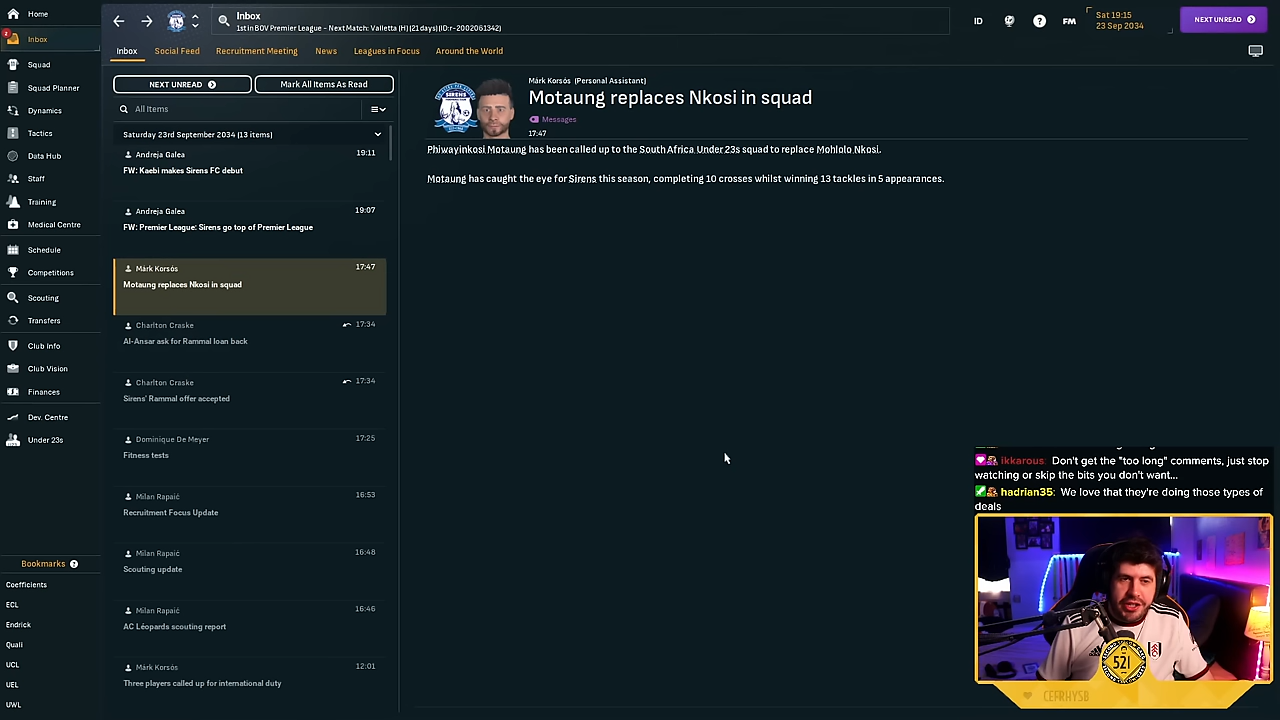 Home
Inbox
1st in BOV Premier League - Next Match: Valletta (H) (21 days) (ID:r-2002061342)
ID
FM
Sat 19:15
23 Sep 2034
NEXT UNREAD
2
Inbox
Inbox
Social Feed
Recruitment Meeting
News
Leagues in Focus
Around the World
Squad
Squad Planner
Dynamics
Tactics
Data Hub
Staff
Training
Medical Centre
Schedule
Competitions
Scouting
Transfers
Club Info
Club Vision
Finances
Dev. Centre
Under 23s
Bookmarks ?
Coefficients
ECL
Endrick
Quali
UCL
UEL
UWL
NEXT UNREAD
Mark All Items As Read
All Items
Saturday 23rd September 2034 (13 items)
Andreja Galea 19:11
FW: Kaebi makes Sirens FC debut
Andreja Galea 19:07
FW: Premier League: Sirens go top of Premier League
Márk Korsós 17:47
Motaung replaces Nkosi in squad
Charlton Craske 17:34
Al-Ansar ask for Rammal loan back
Charlton Craske 17:34
Sirens' Rammal offer accepted
Dominique De Meyer 17:25
Fitness tests
Milan Rapaić 16:53
Recruitment Focus Update
Milan Rapaić 16:48
Scouting update
Milan Rapaić 16:46
AC Léopards scouting report
Márk Korsós 12:01
Three players called up for international duty
SIRENS
Márk Korsós (Personal Assistant)
Motaung replaces Nkosi in squad
Messages
17:47
Phiwayinkosi Motaung has been called up to the South Africa Under 23s squad to replace Mohlolo Nkosi.
Motaung has caught the eye for Sirens this season, completing 10 crosses whilst winning 13 tackles in 5 appearances.
ikkarous: Don't get the "too long" comments, just stop
watching or skip the bits you don't want...
hadrian35: We love that they're doing those types of
deals
521
CEFRHYSB